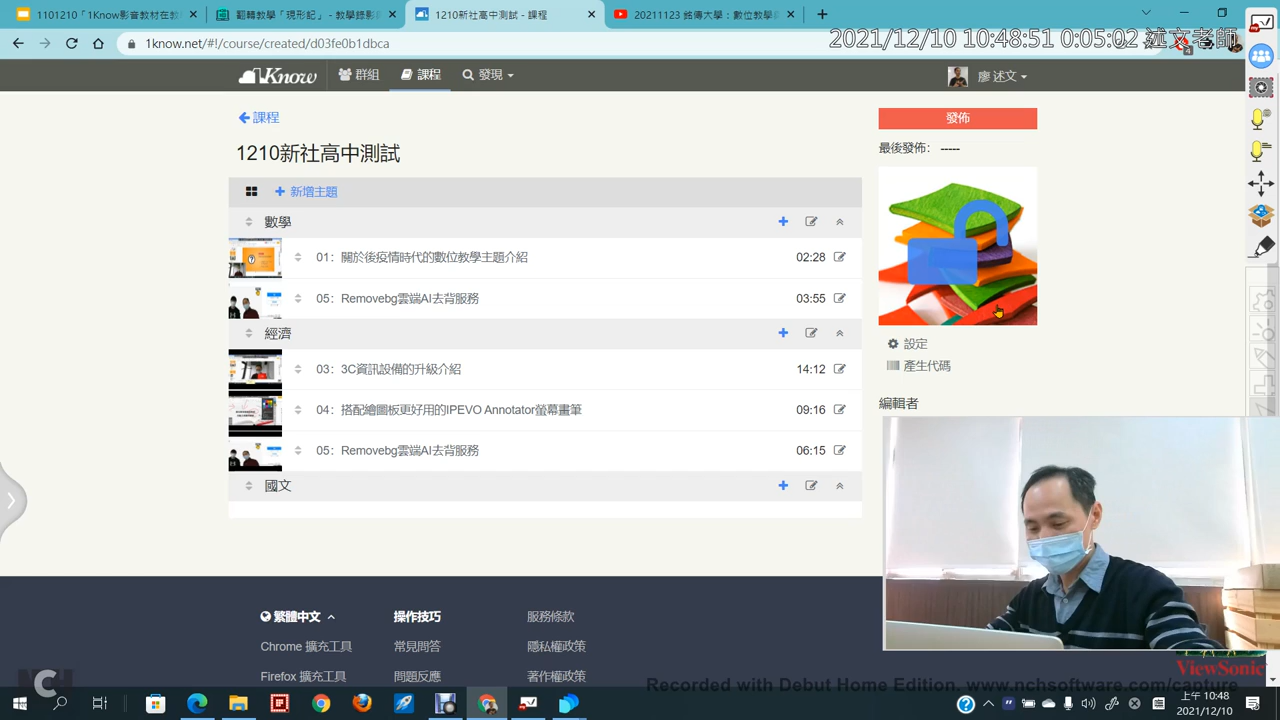 1101210「1Know影音教材在教
翻轉教學「現形記」- 教學錄影剪
1210新社高中測試 - 課程
20211123 銘傳大學：數位教學
1know.net/#!/course/created/d03fe0b1dbca
2021/12/10 10:48:51 0:05:02 述文老師
1Know
群組
課程
發現
廖 述文
課程
發佈
1210新社高中測試
最後發佈： -----
新增主題
數學
01：關於後疫情時代的數位教學主題介紹 02:28
05：Removebg雲端AI去背服務 03:55
經濟
03：3C資訊設備的升級介紹 14:12
04：搭配繪圖板更好用的IPEVO Annotator螢幕畫筆 09:16
05：Removebg雲端AI去背服務 06:15
國文
設定
產生代碼
編輯者
繁體中文
操作技巧
服務條款
Chrome 擴充工具
常見問答
隱私權政策
Firefox 擴充工具
問題反應
著作權政策
ViewSonic
NCH
Recorded with Debut Home Edition. www.nchsoftware.com/capture
上午 10:48
2021/12/10